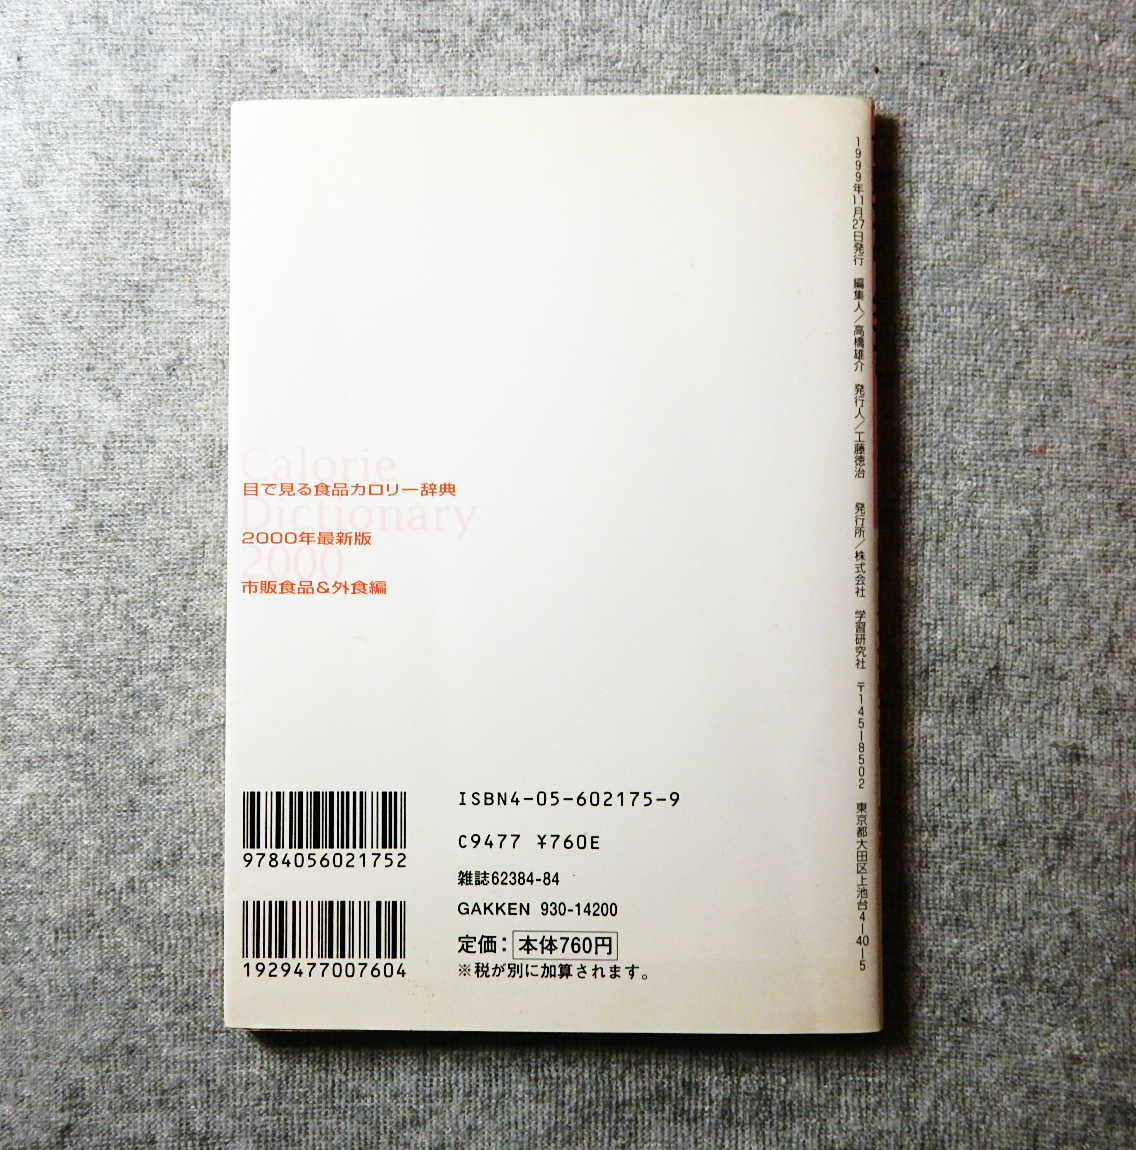 1999年11月27日発行 編集人／高橋雄介 発行人／工藤徳治 発行所／株式会社 学習研究社 〒145-8502 東京都大田区上池台4-40-5
Calorie
目で見る食品カロリー辞典
Dictionary
2000年最新版
2000
市販食品&外食編
9784056021752
1929477007604
ISBN4-05-602175-9
C9477 ¥760E
雑誌62384-84
GAKKEN 930-14200
定価：本体760円
※税が別に加算されます。